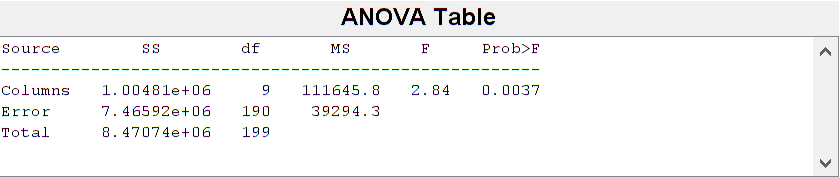 ANOVA Table
Source SS df MS F Prob>F
---------------------------------------------------------
Columns 1.00481e+06 9 111645.8 2.84 0.0037
Error 7.46592e+06 190 39294.3
Total 8.47074e+06 199